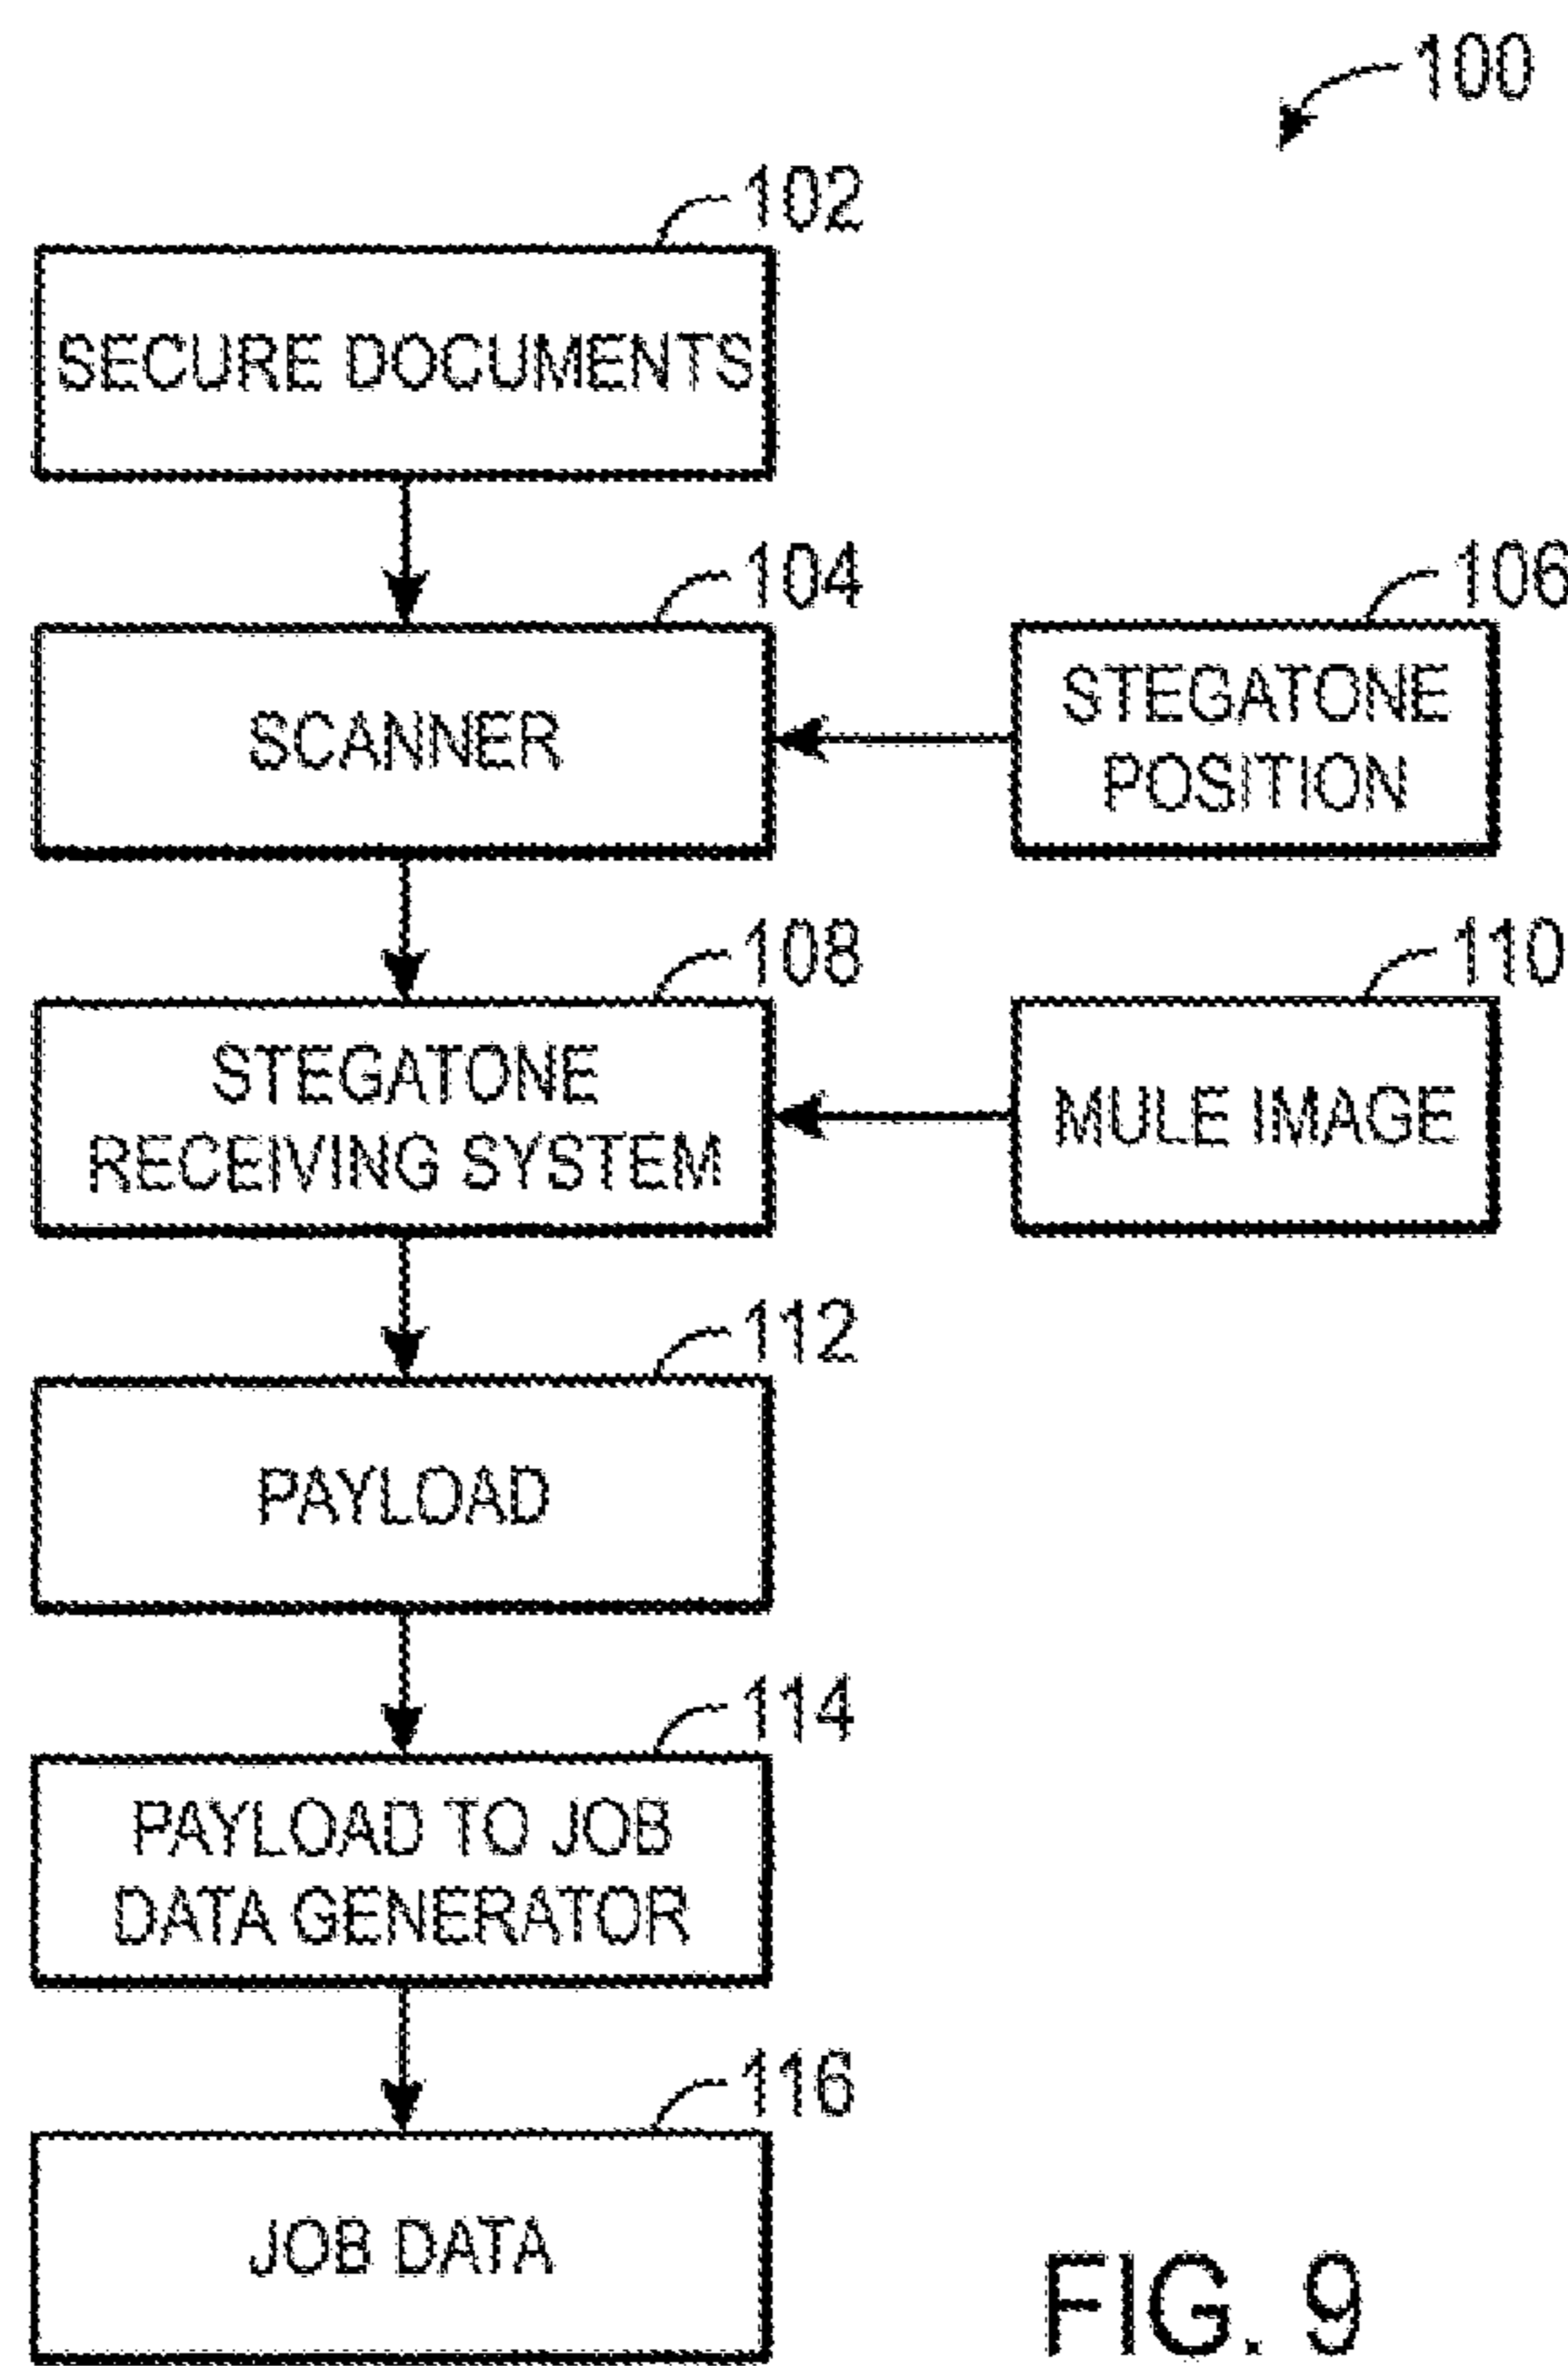 100
102
SECURE DOCUMENTS
104
SCANNER
106
STEGATONE
POSITION
108
STEGATONE
RECEIVING SYSTEM
110
MULE IMAGE
112
PAYLOAD
114
PAYLOAD TO JOB
DATA GENERATOR
116
JOB DATA
FIG. 9